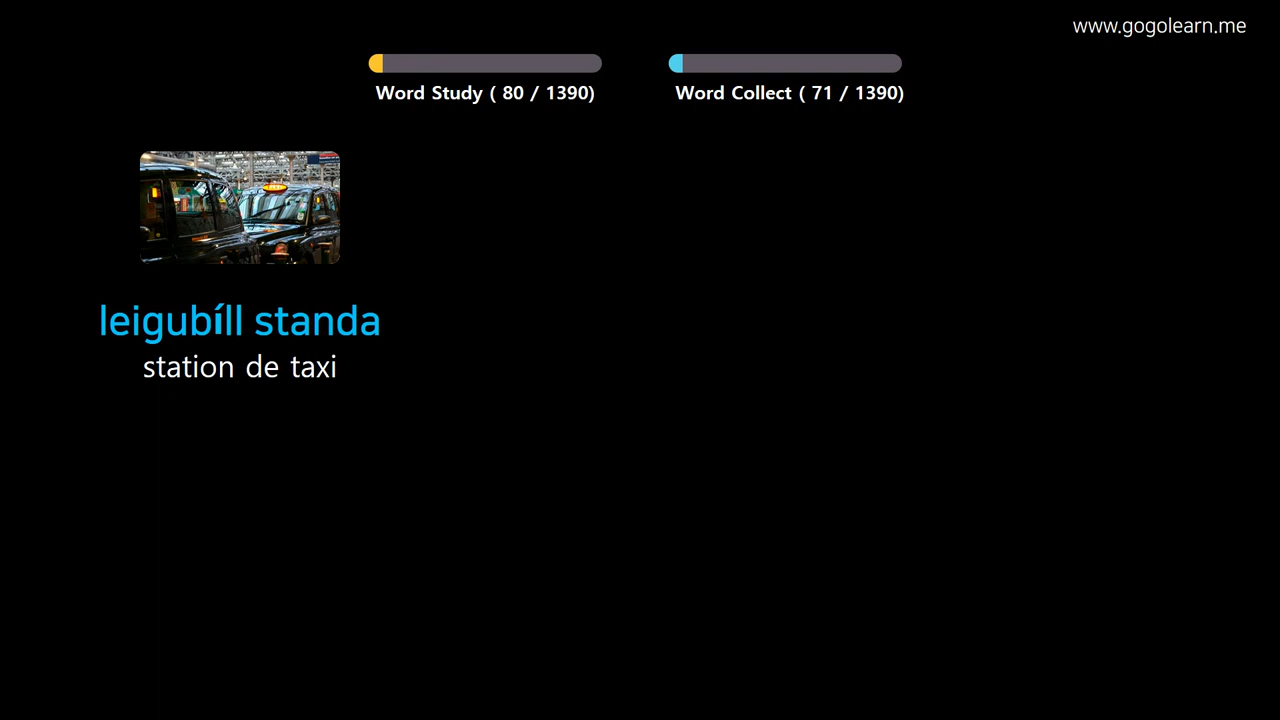 www.gogolearn.me
Word Study ( 80 / 1390)
Word Collect ( 71 / 1390)
leigubíll standa
station de taxi